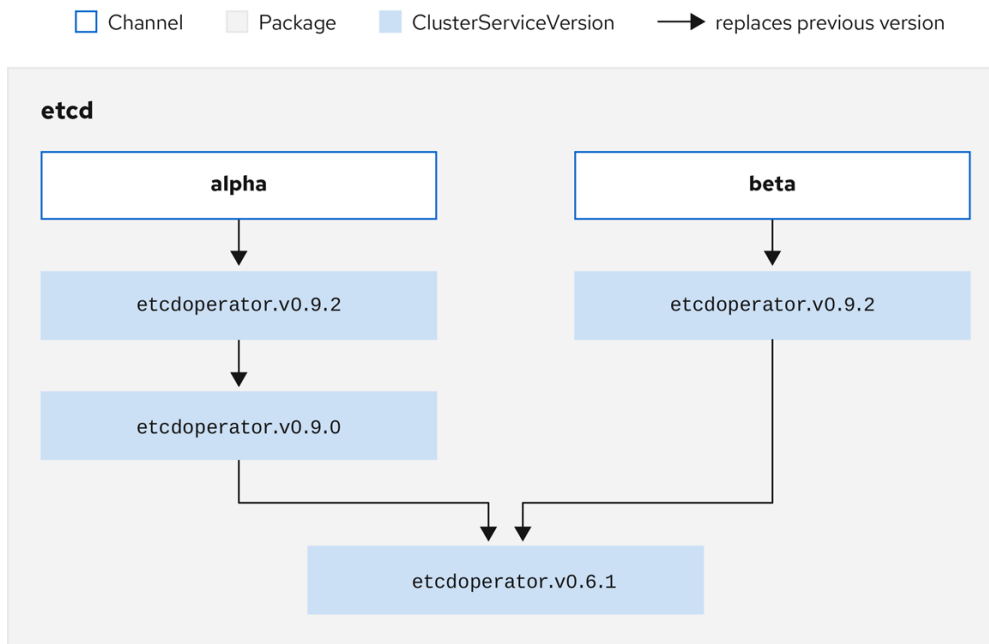 Channel Package ClusterServiceVersion replaces previous version
etcd
alpha beta
etcdoperator.v0.9.2 etcdoperator.v0.9.2
etcdoperator.v0.9.0
etcdoperator.v0.6.1